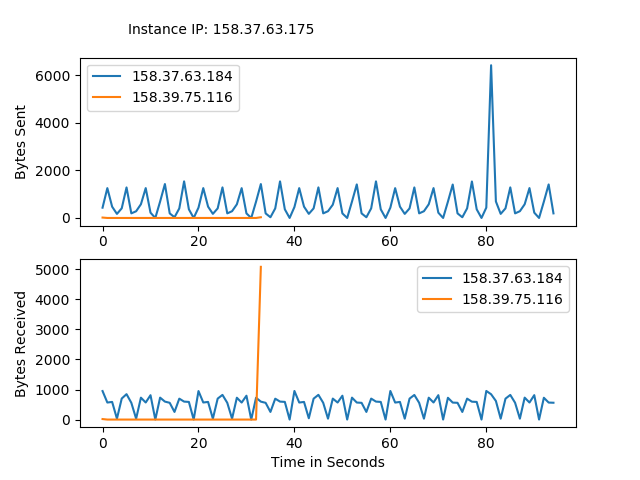 Instance IP: 158.37.63.175
158.37.63.184
158.39.75.116
Bytes Sent
6000
4000
2000
0
0 20 40 60 80
158.37.63.184
158.39.75.116
Bytes Received
5000
4000
3000
2000
1000
0
0 20 40 60 80
Time in Seconds